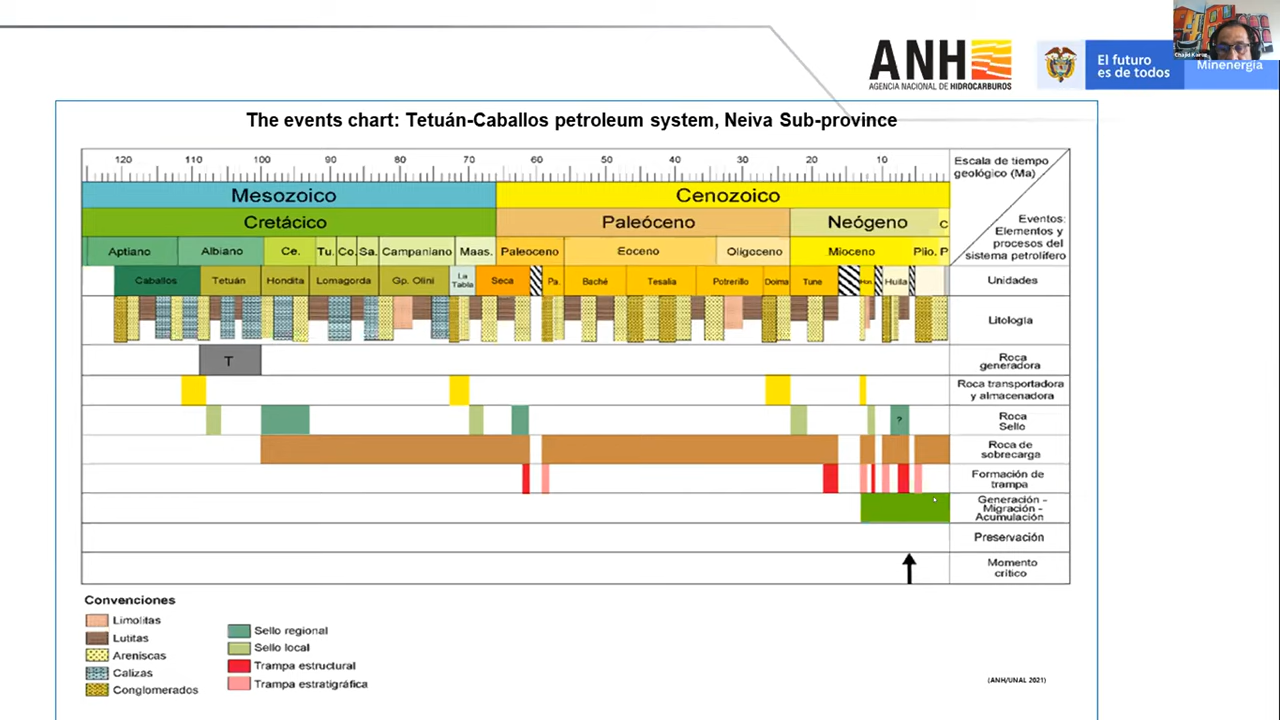 Chajid Kario
ANH
AGENCIA NACIONAL DE HIDROCARBUROS
El futuro
es de todos
Minenergía
The events chart: Tetuán-Caballos petroleum system, Neiva Sub-province
120 110 100 90 80 70 60 50 40 30 20 10
Escala de tiempo
geológico (Ma)
Mesozoico Cenozoico
Cretácico Paleóceno Neógeno C
Eventos:
Elementos y
procesos del
sistema petrolífero
Aptiano Albiano Ce. Tu. Co. Sa. Campaniano Maas. Paleoceno Eoceno Oligoceno Mioceno Plio. P
Caballos Tetuán Hondita Lomagorda Gp. Olini La Tabla Seca Pa. Baché Tesalia Potrerillo Doima Tune Hon. Huila Unidades
Litología
T
Roca
generadora
Roca transportadora
y almacenadora
?
Roca
Sello
Roca de
sobrecarga
Formación de
trampa
Generación -
Migración -
Acumulación
Preservación
Momento
crítico
Convenciones
Limolitas
Lutitas
Areniscas
Calizas
Conglomerados
Sello regional
Sello local
Trampa estructural
Trampa estratigráfica
(ANH/UNAL 2021)